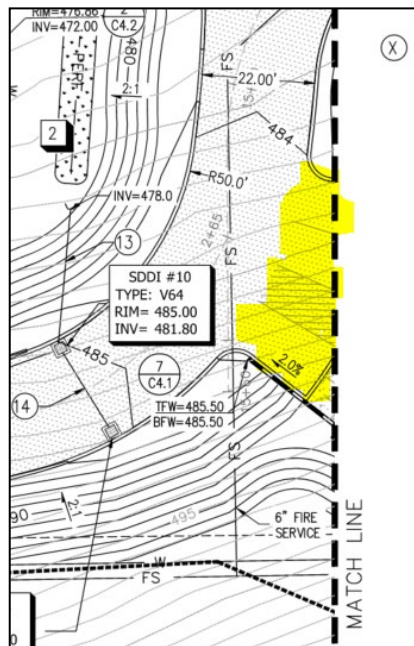 RIM=476.86
INV=472.00
2
C4.2
480
FS
X
PERF
2:1
22.00'
W
2
484
R50.0'
INV=478.0
2+65
FS
13
SDDI #10
TYPE: V64
RIM= 485.00
INV= 481.80
485
7
C4.1
2.0%
14
TFW=485.50
BFW=485.50
FS
2:1
90
495
6" FIRE
SERVICE
W
FS
MATCH LINE
0